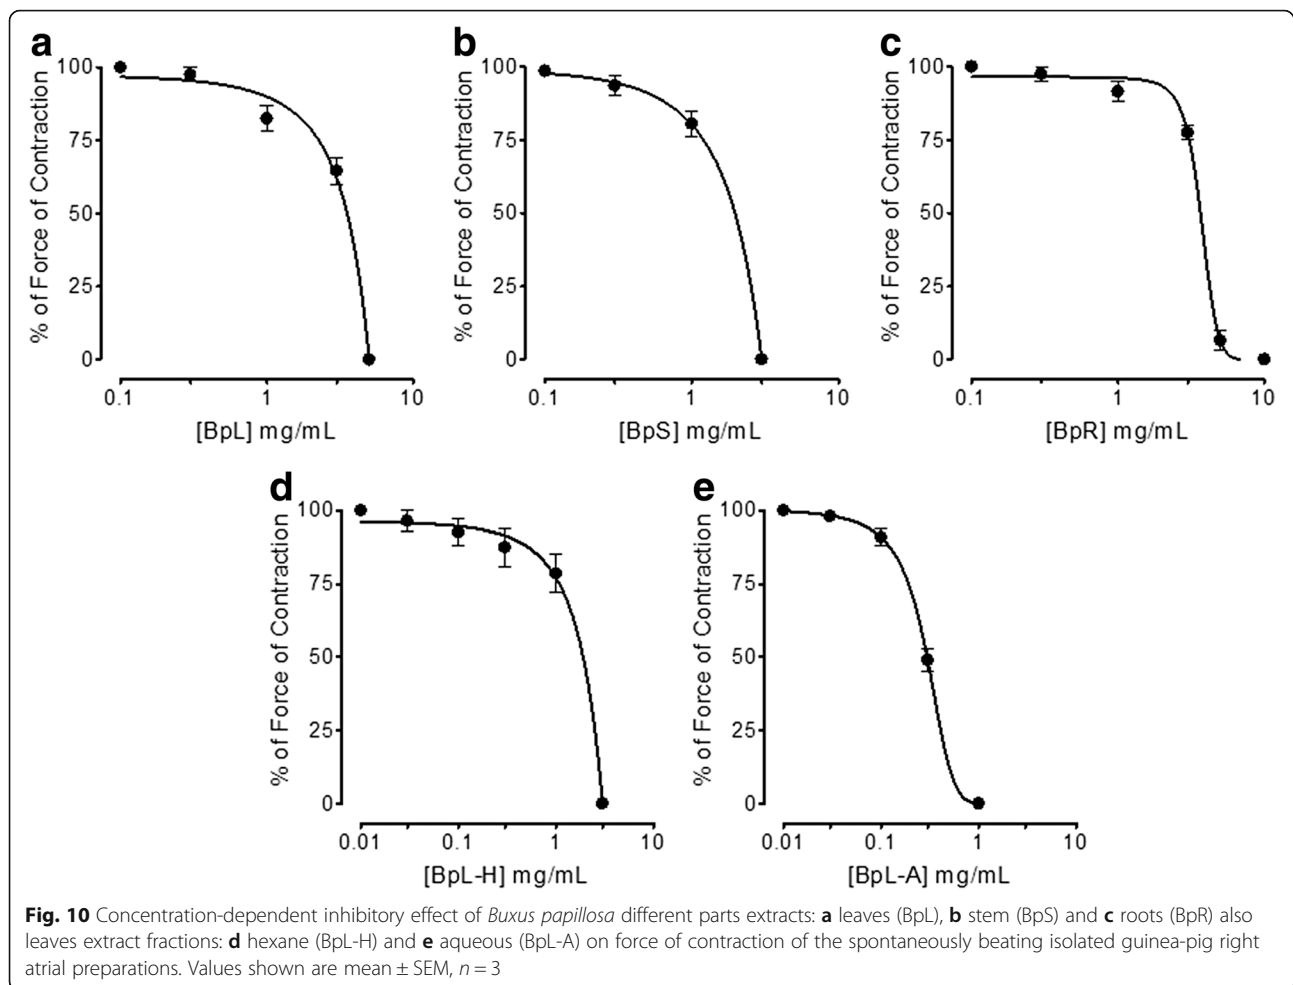 a
b
c
100
75
50
25
0
% of Force of Contraction
0.1
1
10
[BpL] mg/mL
100
75
50
25
0
% of Force of Contraction
0.1
1
10
[BpS] mg/mL
100
75
50
25
0
% of Force of Contraction
0.1
1
10
[BpR] mg/mL
d
e
100
75
50
25
0
% of Force of Contraction
0.01
0.1
1
10
[BpL-H] mg/mL
100
75
50
25
0
% of Force of Contraction
0.01
0.1
1
10
[BpL-A] mg/mL
Fig. 10 Concentration-dependent inhibitory effect of Buxus papillosa different parts extracts: a leaves (BpL), b stem (BpS) and c roots (BpR) also
leaves extract fractions: d hexane (BpL-H) and e aqueous (BpL-A) on force of contraction of the spontaneously beating isolated guinea-pig right
atrial preparations. Values shown are mean ± SEM, n = 3